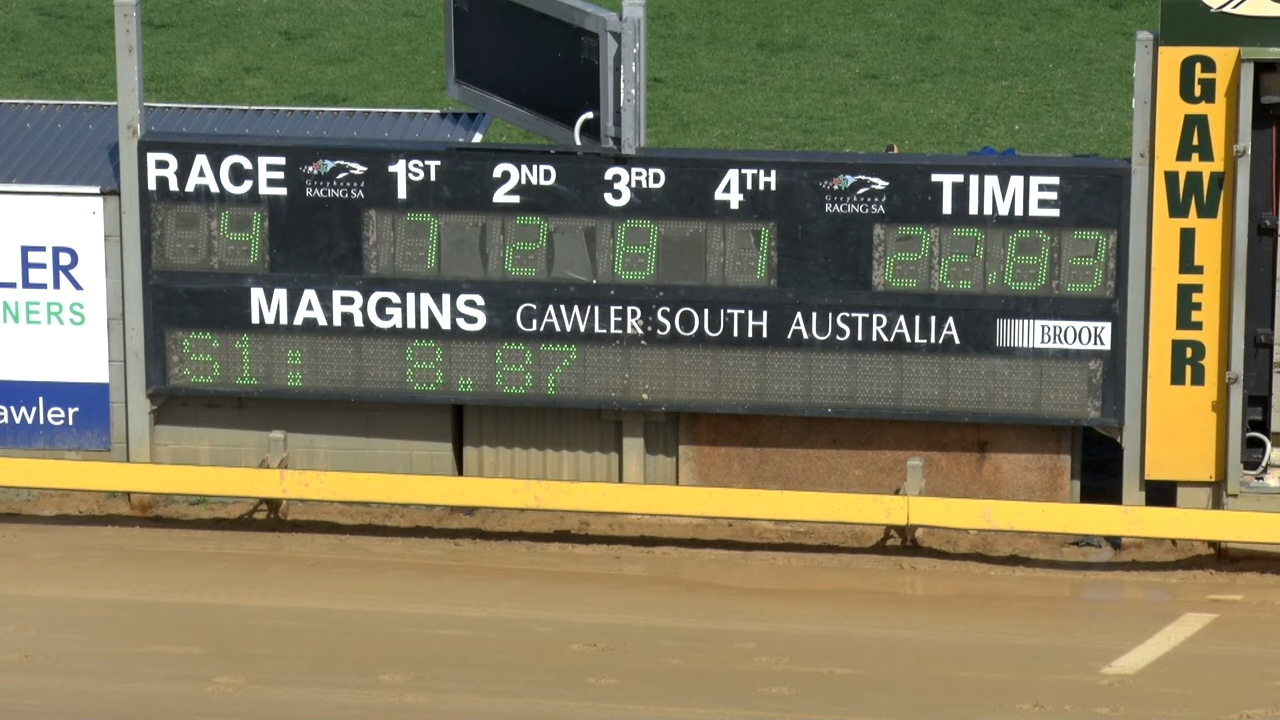 RACE
Greyhound
RACING SA
1ST 2ND 3RD 4TH
Greyhound
RACING SA
TIME
4 7 2 8 1 22.83
MARGINS GAWLER SOUTH AUSTRALIA BROOK
S1: 8.87
GAWLER
LER
NERS
awler